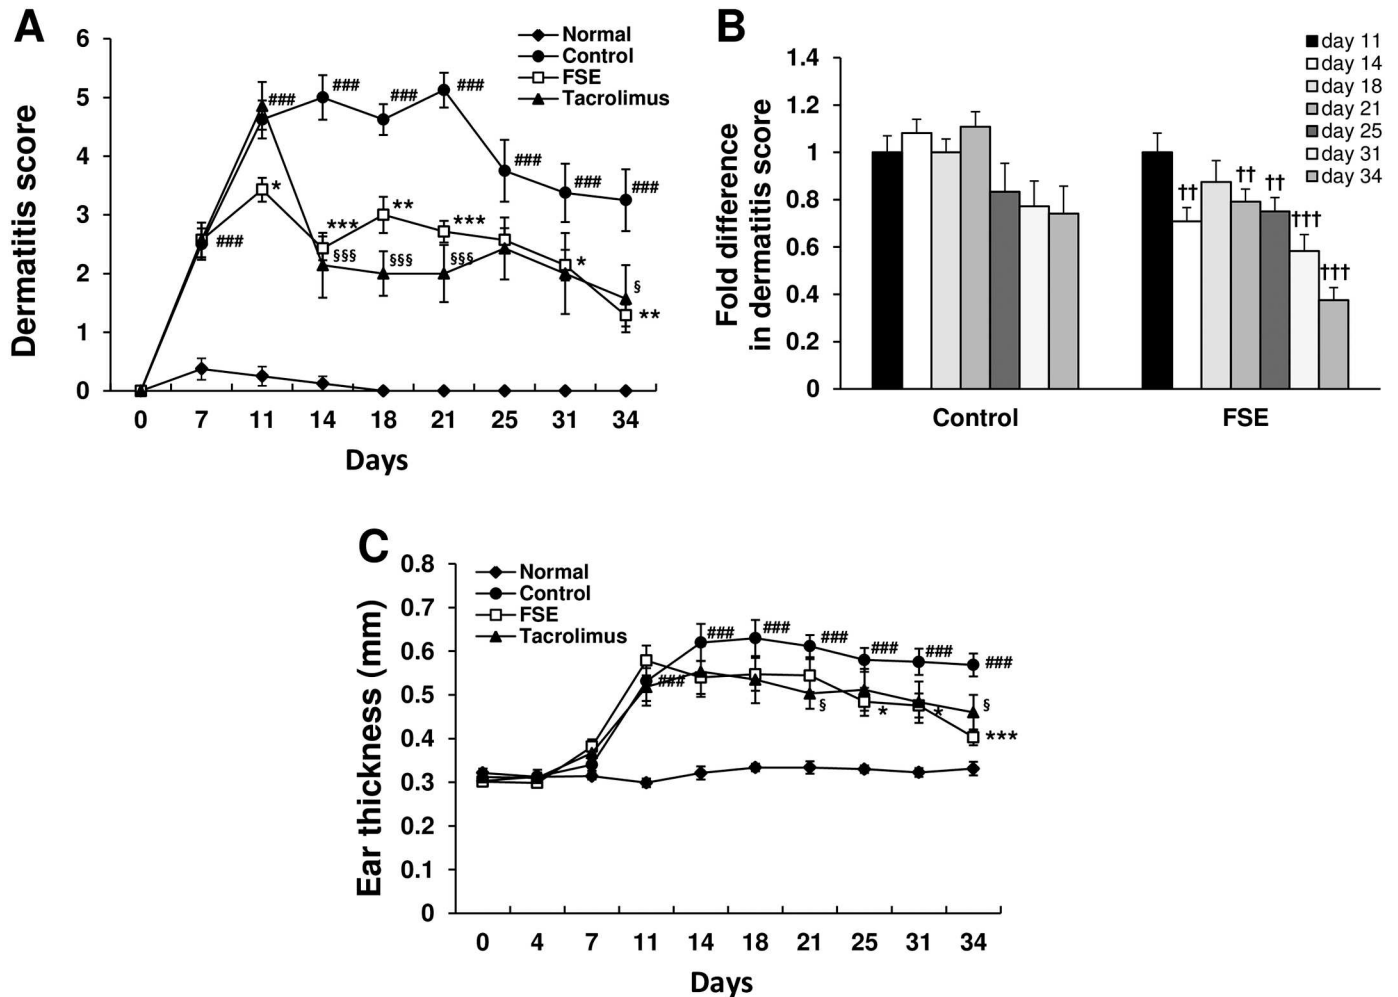 A
Normal
Control
FSE
Tacrolimus
6
5
4
3
2
1
0
Dermatitis score
###
###
###
###
###
###
###
###
*
***
**
***
*
**
§§§
§§§
§§§
§
0 7 11 14 18 21 25 31 34
Days
B
day 11
day 14
day 18
day 21
day 25
day 31
day 34
1.4
1.2
1
0.8
0.6
0.4
0.2
0
Fold difference
in dermatitis score
††
††
††
†††
†††
Control FSE
C
Normal
Control
FSE
Tacrolimus
0.8
0.7
0.6
0.5
0.4
0.3
0.2
0.1
0
Ear thickness (mm)
###
###
###
###
###
###
###
§
*
*
§
***
0 4 7 11 14 18 21 25 31 34
Days